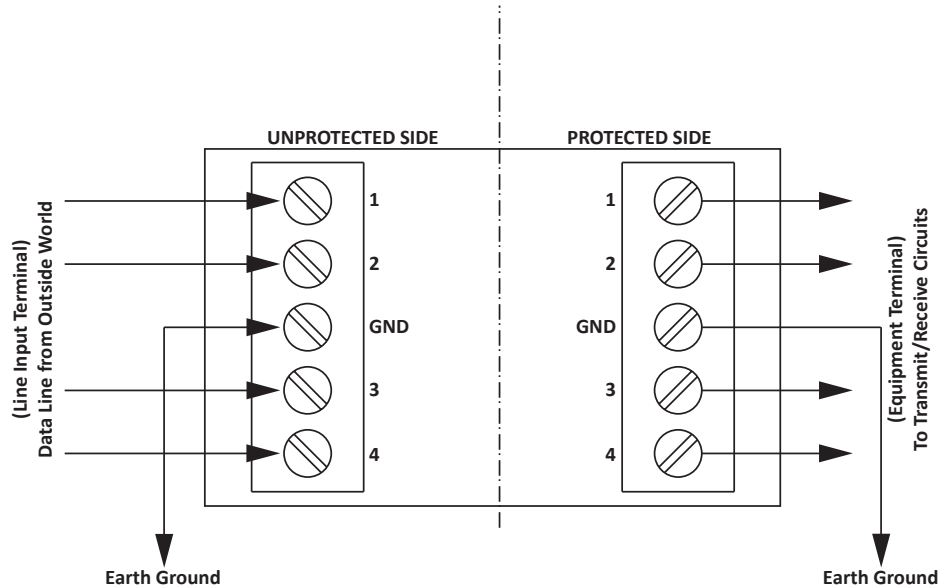 UNPROTECTED SIDE
PROTECTED SIDE
(Line Input Terminal)
Data Line from Outside World
1
2
GND
3
4
1
2
GND
3
4
(Equipment Terminal)
To Transmit/Receive Circuits
Earth Ground
Earth Ground